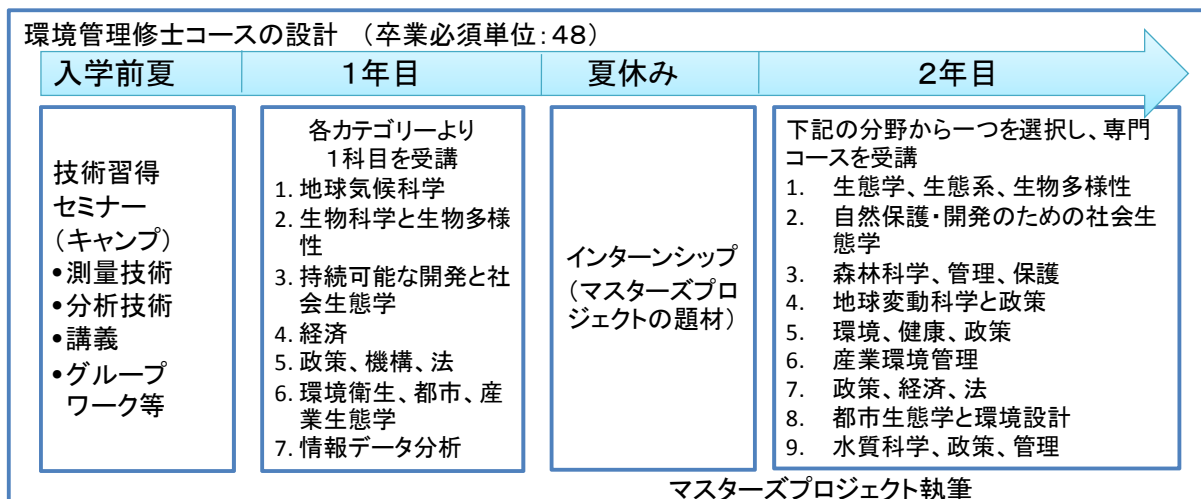 環境管理修士コースの設計　（卒業必須単位：４８）
入学前夏
１年目
夏休み
２年目
技術習得
セミナー
（キャンプ）
•測量技術
•分析技術
•講義
•グループ
ワーク等
各カテゴリーより
１科目を受講
1. 地球気候科学
2. 生物科学と生物多様
性
3. 持続可能な開発と社
会生態学
4. 経済
5. 政策、機構、法
6. 環境衛生、都市、産
業生態学
7. 情報データ分析
インターンシップ
（マスターズプロ
ジェクトの題材）
下記の分野から一つを選択し、専門
コースを受講
1. 生態学、生態系、生物多様性
2. 自然保護・開発のための社会生
態学
3. 森林科学、管理、保護
4. 地球変動科学と政策
5. 環境、健康、政策
6. 産業環境管理
7. 政策、経済、法
8. 都市生態学と環境設計
9. 水質科学、政策、管理
マスターズプロジェクト執筆